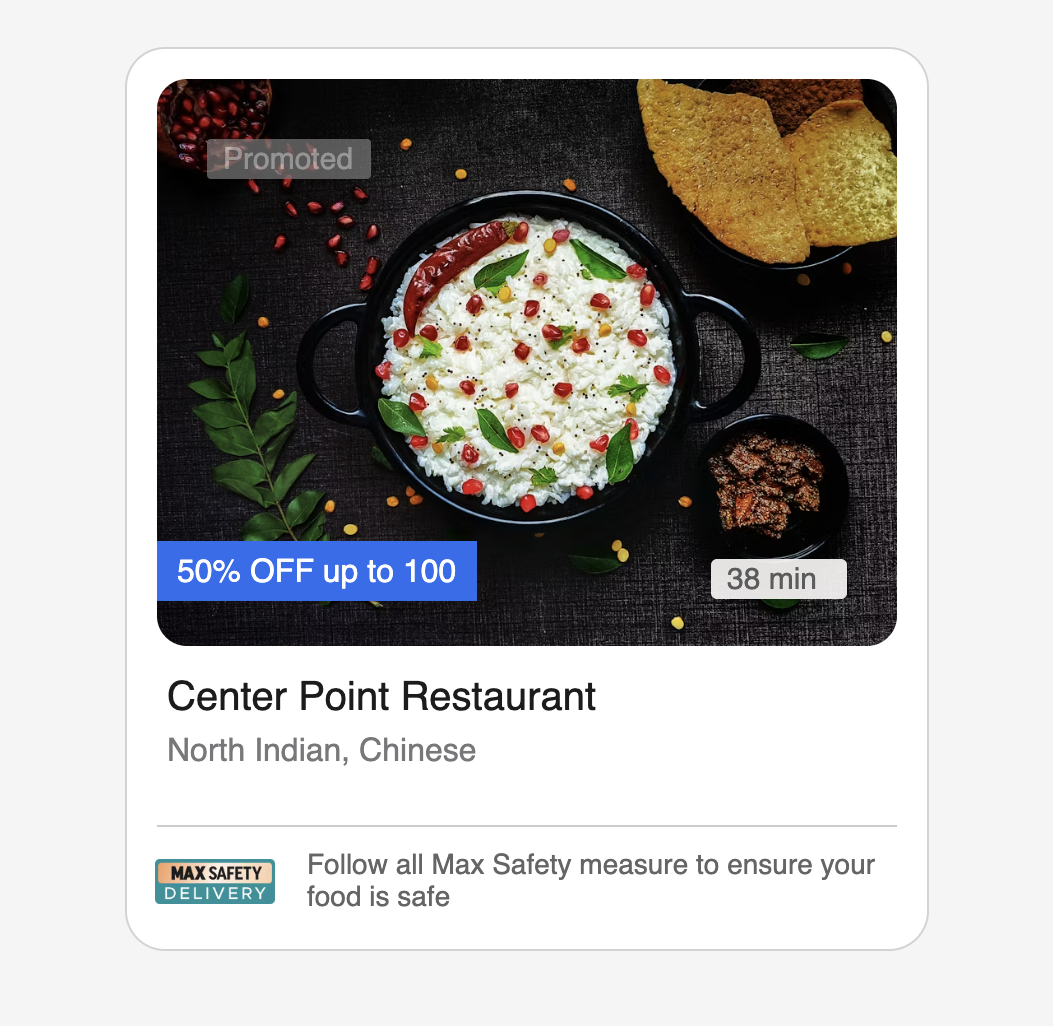 Promoted
50% OFF up to 100
38 min
Center Point Restaurant
North Indian, Chinese
MAX SAFETY
DELIVERY
Follow all Max Safety measure to ensure your
food is safe